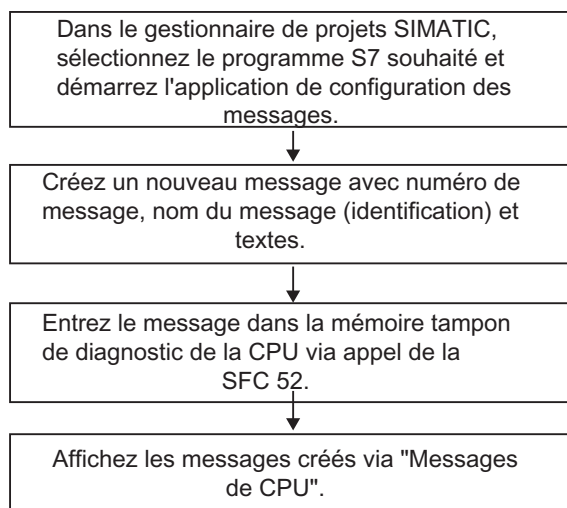 Dans le gestionnaire de projets SIMATIC,
sélectionnez le programme S7 souhaité et
démarrez l'application de configuration des
messages.
Créez un nouveau message avec numéro de
message, nom du message (identification) et
textes.
Entrez le message dans la mémoire tampon
de diagnostic de la CPU via appel de la
SFC 52.
Affichez les messages créés via "Messages
de CPU".